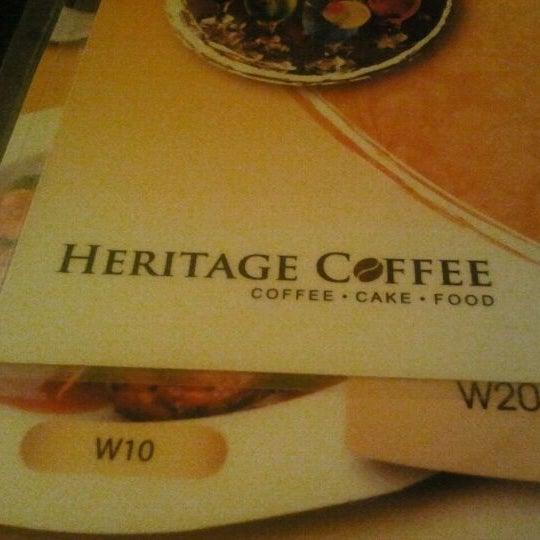 HERITAGE COFFEE
COFFEE • CAKE • FOOD
W20
W10